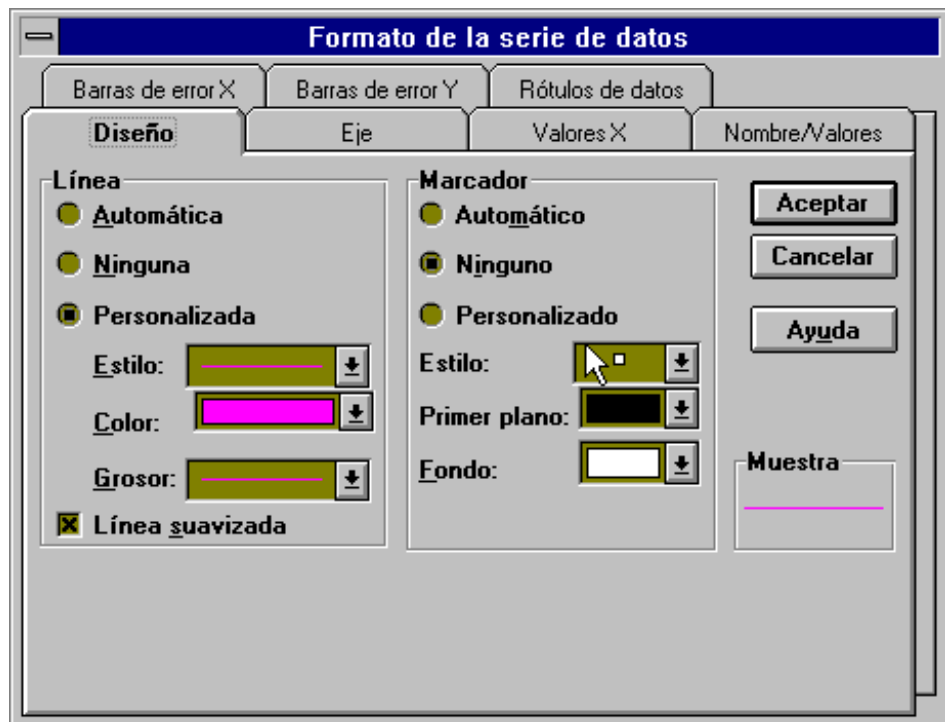 Formato de la serie de datos
Barras de error X
Barras de error Y
Rótulos de datos
Diseño
Eje
Valores X
Nombre/Valores
Línea
Automática
Ninguna
Personalizada
Estilo:
Color:
Grosor:
Línea suavizada
Marcador
Automático
Ninguno
Personalizado
Estilo:
Primer plano:
Fondo:
Aceptar
Cancelar
Ayuda
Muestra